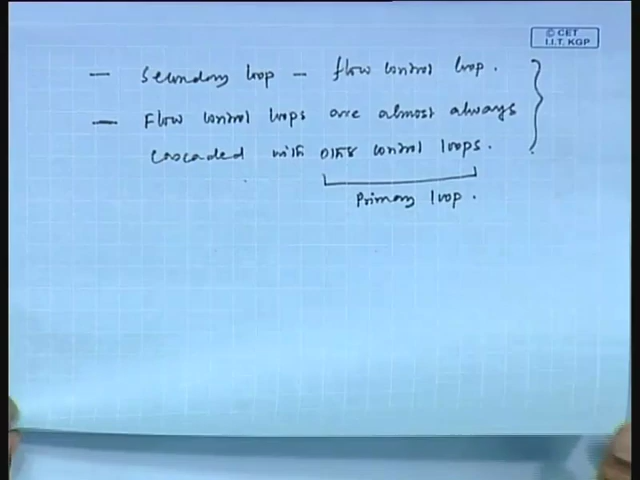 © CET
I.I.T. KGP
— Secondary loop – flow control loop.
— Flow control loops are almost always
cascaded with other control loops.
Primary loop.